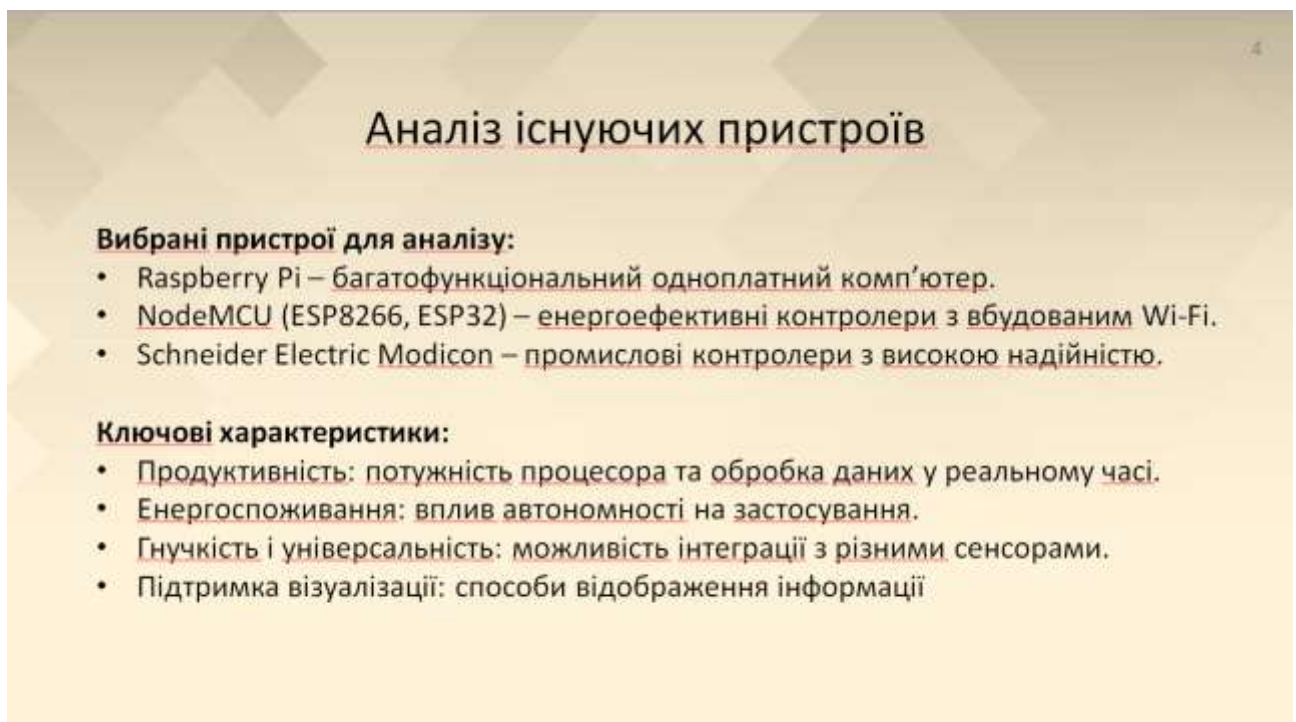 4
Аналіз існуючих пристроїв
Вибрані пристрої для аналізу:
• Raspberry Pi – багатофункціональний одноплатний комп’ютер.
• NodeMCU (ESP8266, ESP32) – енергоефективні контролери з вбудованим Wi-Fi.
• Schneider Electric Modicon – промислові контролери з високою надійністю.
Ключові характеристики:
• Продуктивність: потужність процесора та обробка даних у реальному часі.
• Енергоспоживання: вплив автономності на застосування.
• Гнучкість і універсальність: можливість інтеграції з різними сенсорами.
• Підтримка візуалізації: способи відображення інформації